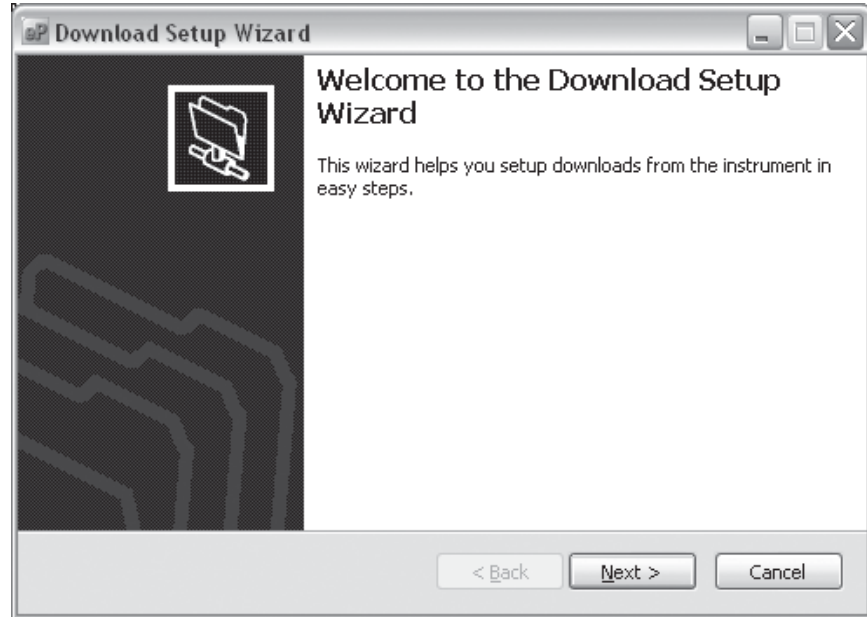 eP Download Setup Wizard
Welcome to the Download Setup
Wizard
This wizard helps you setup downloads from the instrument in
easy steps.
< Back
Next >
Cancel